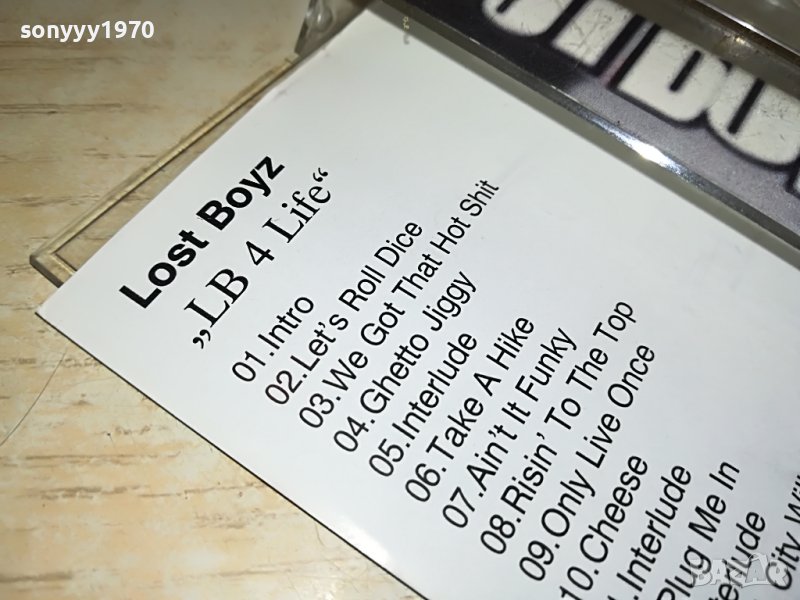 sonyyy1970
Lost Boyz
„LB 4 Life“
01.Intro
02.Let's Roll Dice
03.We Got That Hot Shit
04.Ghetto Jiggy
05.Interlude
06.Take A Hike
07.Ain't It Funky
08.Risin' To The Top
09.Only Live Once
10.Cheese
.Interlude
Plug Me In
City
BAZAR